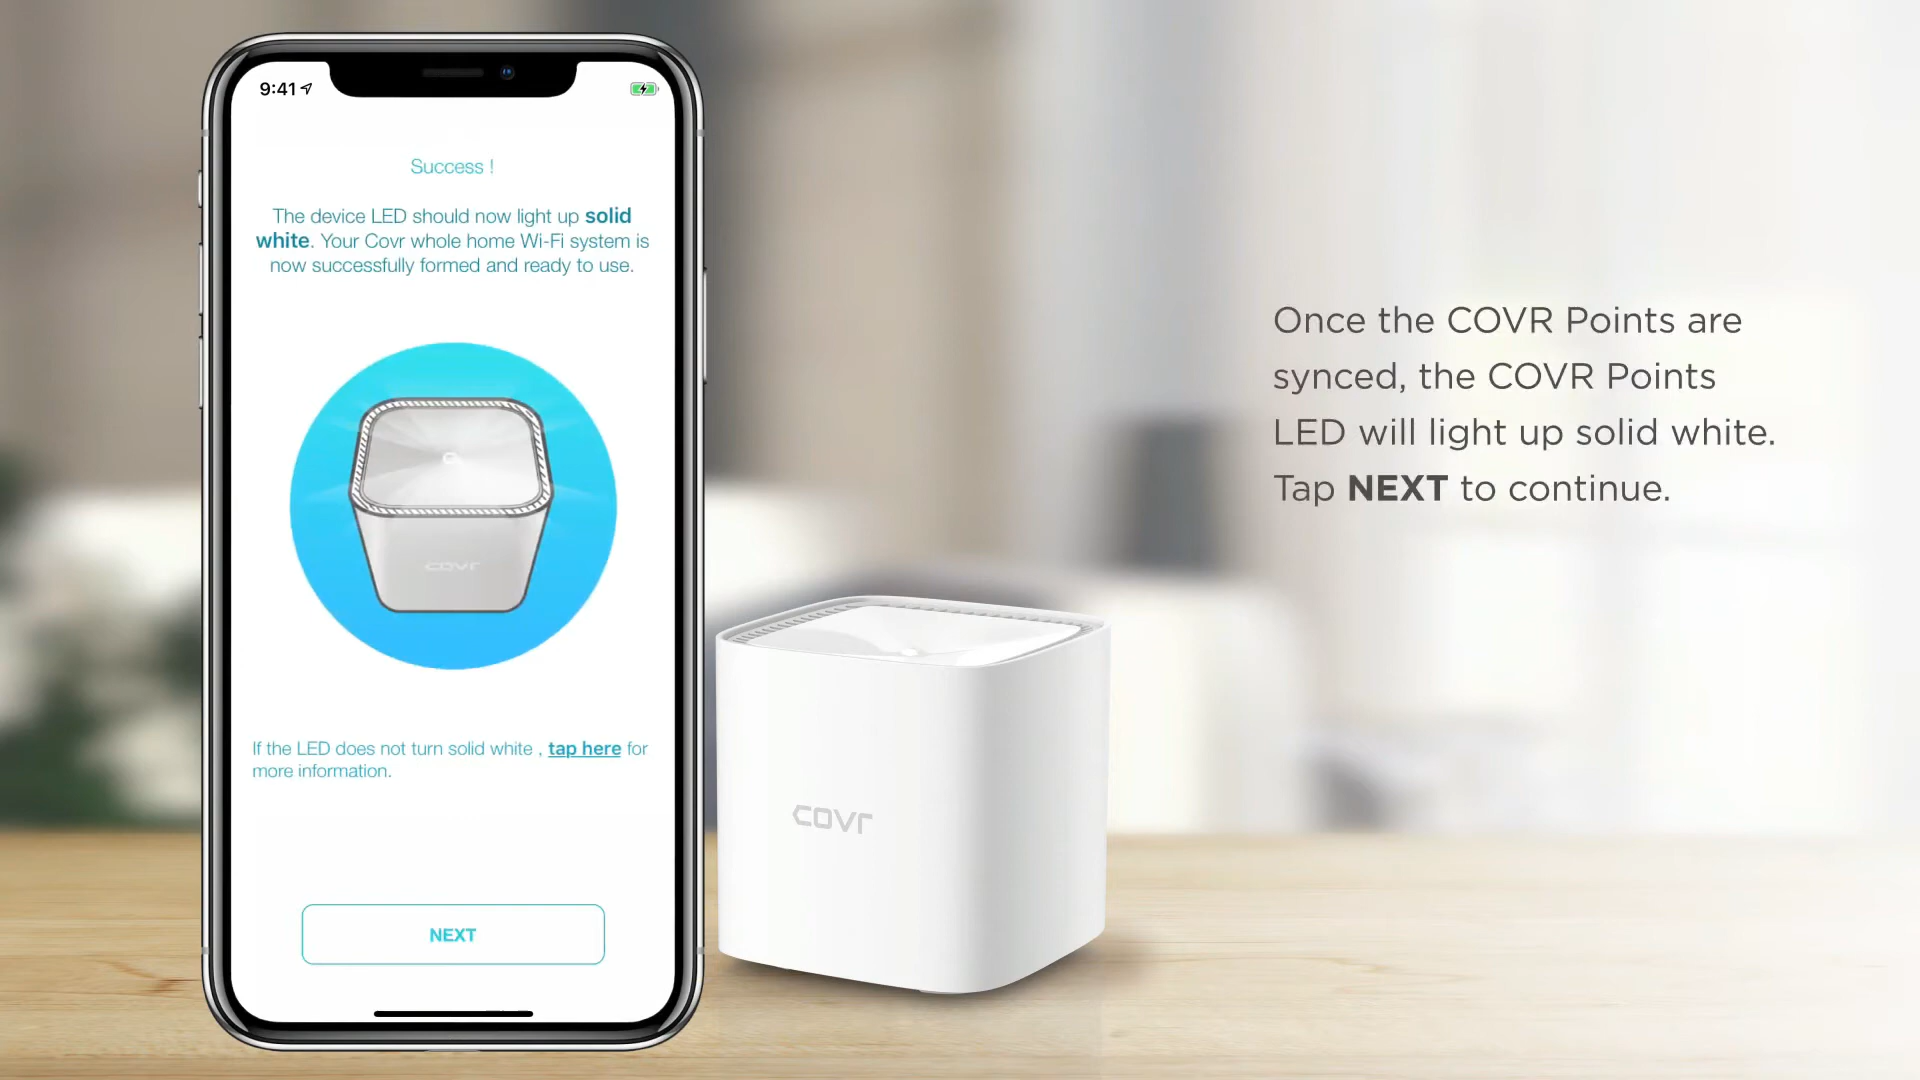 9:41
Success !
The device LED should now light up solid
white. Your Covr whole home Wi-Fi system is
now successfully formed and ready to use.
covr
If the LED does not turn solid white , tap here for
more information.
NEXT
covr
Once the COVR Points are
synced, the COVR Points
LED will light up solid white.
Tap NEXT to continue.